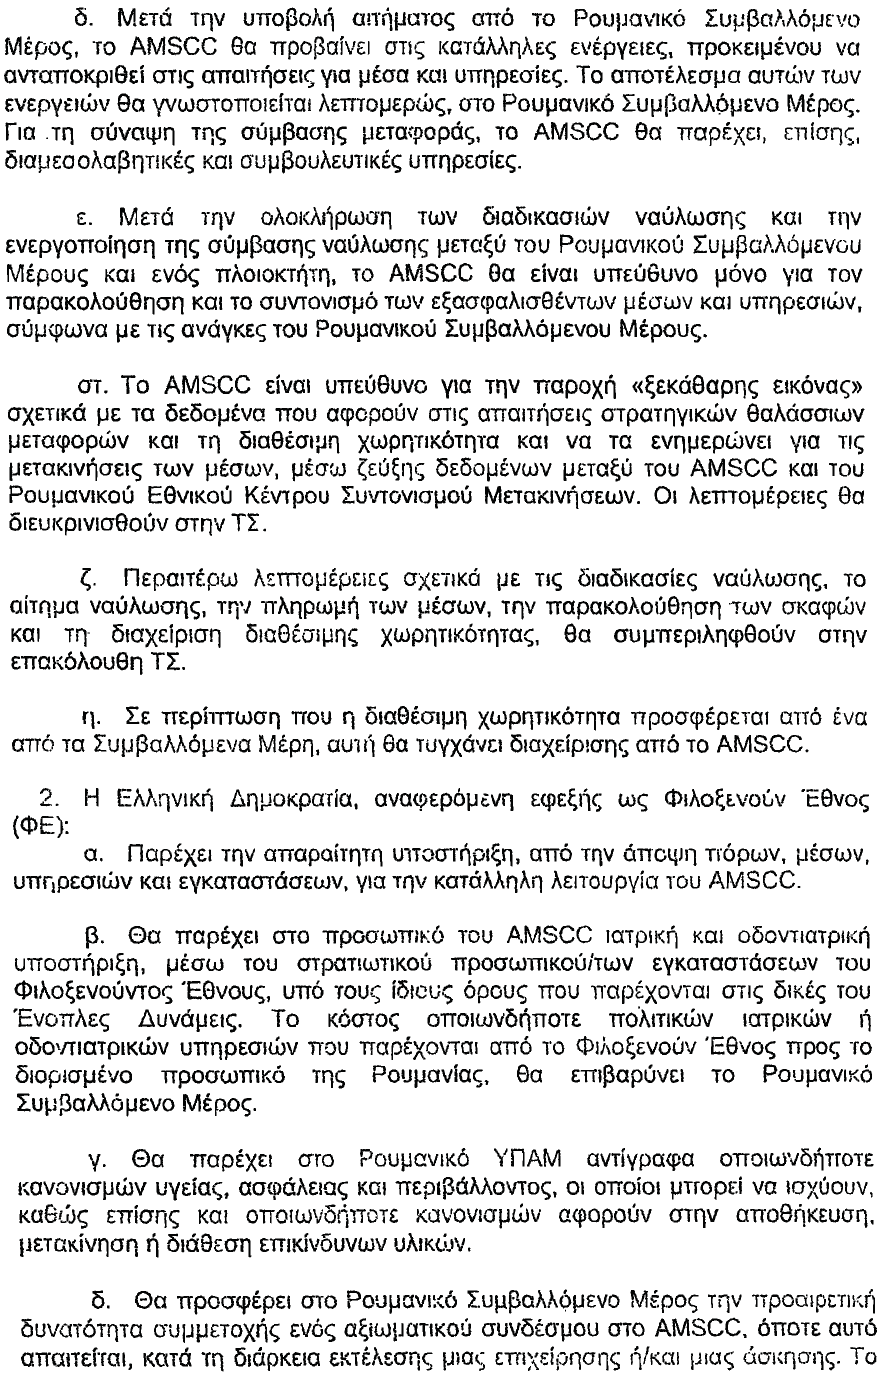 δ. Μετά την υποβολή αιτήματος από το Ρουμανικό Συμβαλλόμενο
Μέρος, το AMSCC θα προβαίνει στις κατάλληλες ενέργειες, προκειμένου να
ανταποκριθεί στις απαιτήσεις για μέσα και υπηρεσίες. Το αποτέλεσμα αυτών των
ενεργειών θα γνωστοποιείται λεπτομερώς, στο Ρουμανικό Συμβαλλόμενο Μέρος.
Για τη σύναψη της σύμβασης μεταφοράς, το AMSCC θα παρέχει, επίσης,
διαμεσολαβητικές και συμβουλευτικές υπηρεσίες.
ε. Μετά την ολοκλήρωση των διαδικασιών ναύλωσης και την
ενεργοποίηση της σύμβασης ναύλωσης μεταξύ του Ρουμανικού Συμβαλλόμενου
Μέρους και ενός πλοιοκτήτη, το AMSCC θα είναι υπεύθυνο μόνο για τον
παρακολούθηση και το συντονισμό των εξασφαλισθέντων μέσων και υπηρεσιών,
σύμφωνα με τις ανάγκες του Ρουμανικού Συμβαλλόμενου Μέρους.
στ. Το AMSCC είναι υπεύθυνο για την παροχή «ξεκάθαρης εικόνας»
σχετικά με τα δεδομένα που αφορούν στις απαιτήσεις στρατηγικών θαλάσσιων
μεταφορών και τη διαθέσιμη χωρητικότητα και να τα ενημερώνει για τις
μετακινήσεις των μέσων, μέσω ζεύξης δεδομένων μεταξύ του AMSCC και του
Ρουμανικού Εθνικού Κέντρου Συντονισμού Μετακινήσεων. Οι λεπτομέρειες θα
διευκρινισθούν στην ΤΣ.
ζ. Περαιτέρω λεπτομέρειες σχετικά με τις διαδικασίες ναύλωσης, το
αίτημα ναύλωσης, την πληρωμή των μέσων, την παρακολούθηση των σκαφών
και τη διαχείριση διαθέσιμης χωρητικότητας, θα συμπεριληφθούν στην
επακόλουθη ΤΣ.
η. Σε περίπτωση που η διαθέσιμη χωρητικότητα προσφέρεται από ένα
από τα Συμβαλλόμενα Μέρη, αυτή θα τυγχάνει διαχείρισης από το AMSCC.
2. Η Ελληνική Δημοκρατία, αναφερόμενη εφεξής ως Φιλοξενούν Έθνος
(ΦΕ):
α. Παρέχει την απαραίτητη υποστήριξη, από την άποψη πόρων, μέσων,
υπηρεσιών και εγκαταστάσεων, για την κατάλληλη λειτουργία του AMSCC.
β. Θα παρέχει στο προσωπικό του AMSCC ιατρική και οδοντιατρική
υποστήριξη, μέσω του στρατιωτικού προσωπικού/των εγκαταστάσεων του
Φιλοξενούντος Έθνους, υπό τους ίδιους όρους που παρέχονται στις δικές του
Ένοπλες Δυνάμεις. Το κόστος οποιωνδήποτε πολιτικών ιατρικών ή
οδοντιατρικών υπηρεσιών που παρέχονται από το Φιλοξενούν Έθνος προς το
διορισμένο προσωπικό της Ρουμανίας, θα επιβαρύνει το Ρουμανικό
Συμβαλλόμενο Μέρος.
γ. Θα παρέχει στο Ρουμανικό ΥΠΑΜ αντίγραφα οποιωνδήποτε
κανονισμών υγείας, ασφάλειας και περιβάλλοντος, οι οποίοι μπορεί να ισχύουν,
καθώς επίσης και οποιωνδήποτε κανονισμών αφορούν στην αποθήκευση,
μετακίνηση ή διάθεση επικίνδυνων υλικών.
δ. Θα προσφέρει στο Ρουμανικό Συμβαλλόμενο Μέρος την προαιρετική
δυνατότητα συμμετοχής ενός αξιωματικού συνδέσμου στο AMSCC, όποτε αυτό
απαιτείται, κατά τη διάρκεια εκτέλεσης μιας επιχείρησης ή/και μιας άσκησης. Το